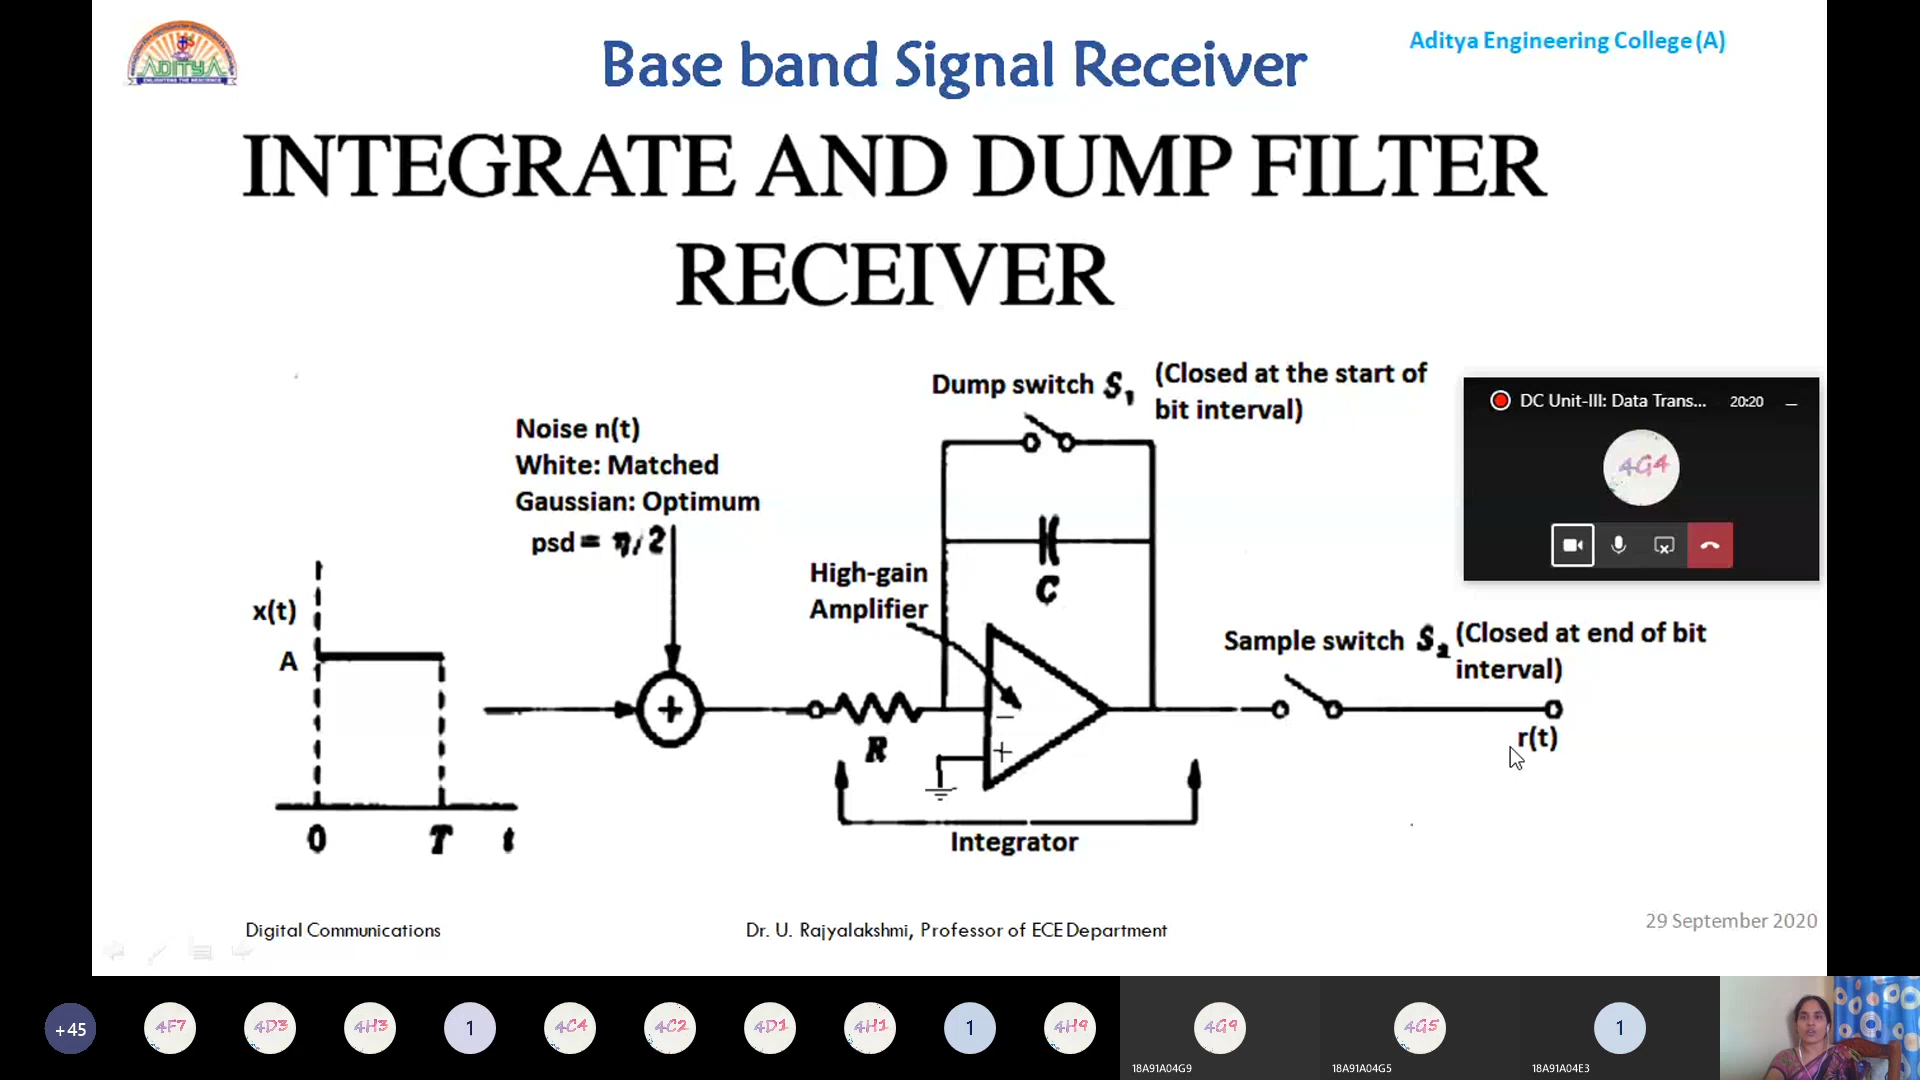 ADITYA
Base band Signal Receiver
Aditya Engineering College (A)
INTEGRATE AND DUMP FILTER
RECEIVER
Dump switch S₁
(Closed at the start of
bit interval)
DC Unit-III: Data Trans...
20:20
4G4
Noise n(t)
White: Matched
Gaussian: Optimum
psd = η/2
High-gain
Amplifier
C
x(t)
A
Sample switch S₂
(Closed at end of bit
interval)
+
R
−
+
r(t)
0
T
t
Integrator
Digital Communications
Dr. U. Rajyalakshmi, Professor of ECE Department
29 September 2020
+45
4F7
4D3
4H3
1
4C4
4C2
4D1
4H1
1
4H9
4G9
4G5
1
18A91A04G9
18A91A04G5
18A91A04E3